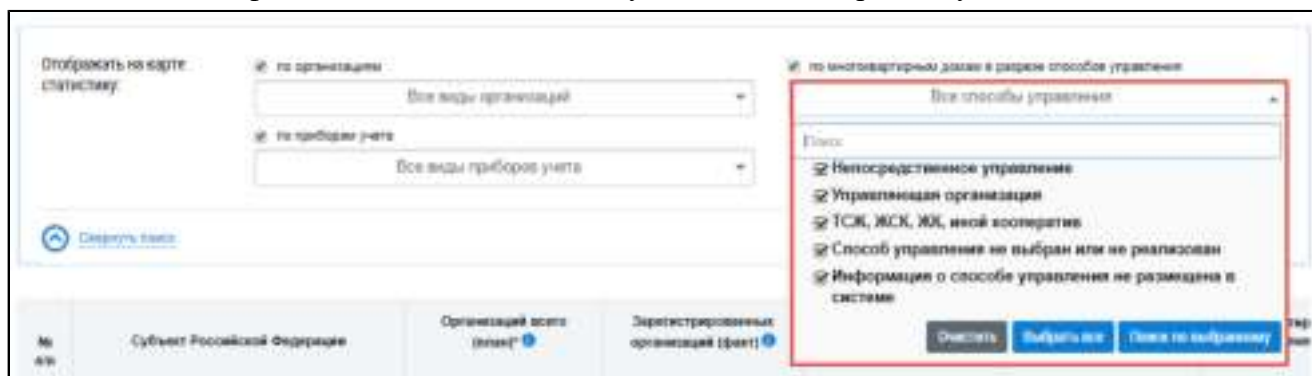 Отображать на карте статистику:
по организациям
Все виды организаций
по приборам учета
Все виды приборов учета
по многоквартирным домам в разрезе способов управления
Все способы управления
Поиск
Непосредственное управление
Управляющая организация
ТСЖ, ЖСК, ЖК, иной кооператив
Способ управления не выбран или не реализован
Информация о способе управления не размещена в
системе
Очистить Выбрать все Поиск по выбранному
Свернуть поиск
№
п/п
Субъект Российской Федерации
Организаций всего
(план)*
Зарегистрированных
организаций (факт)